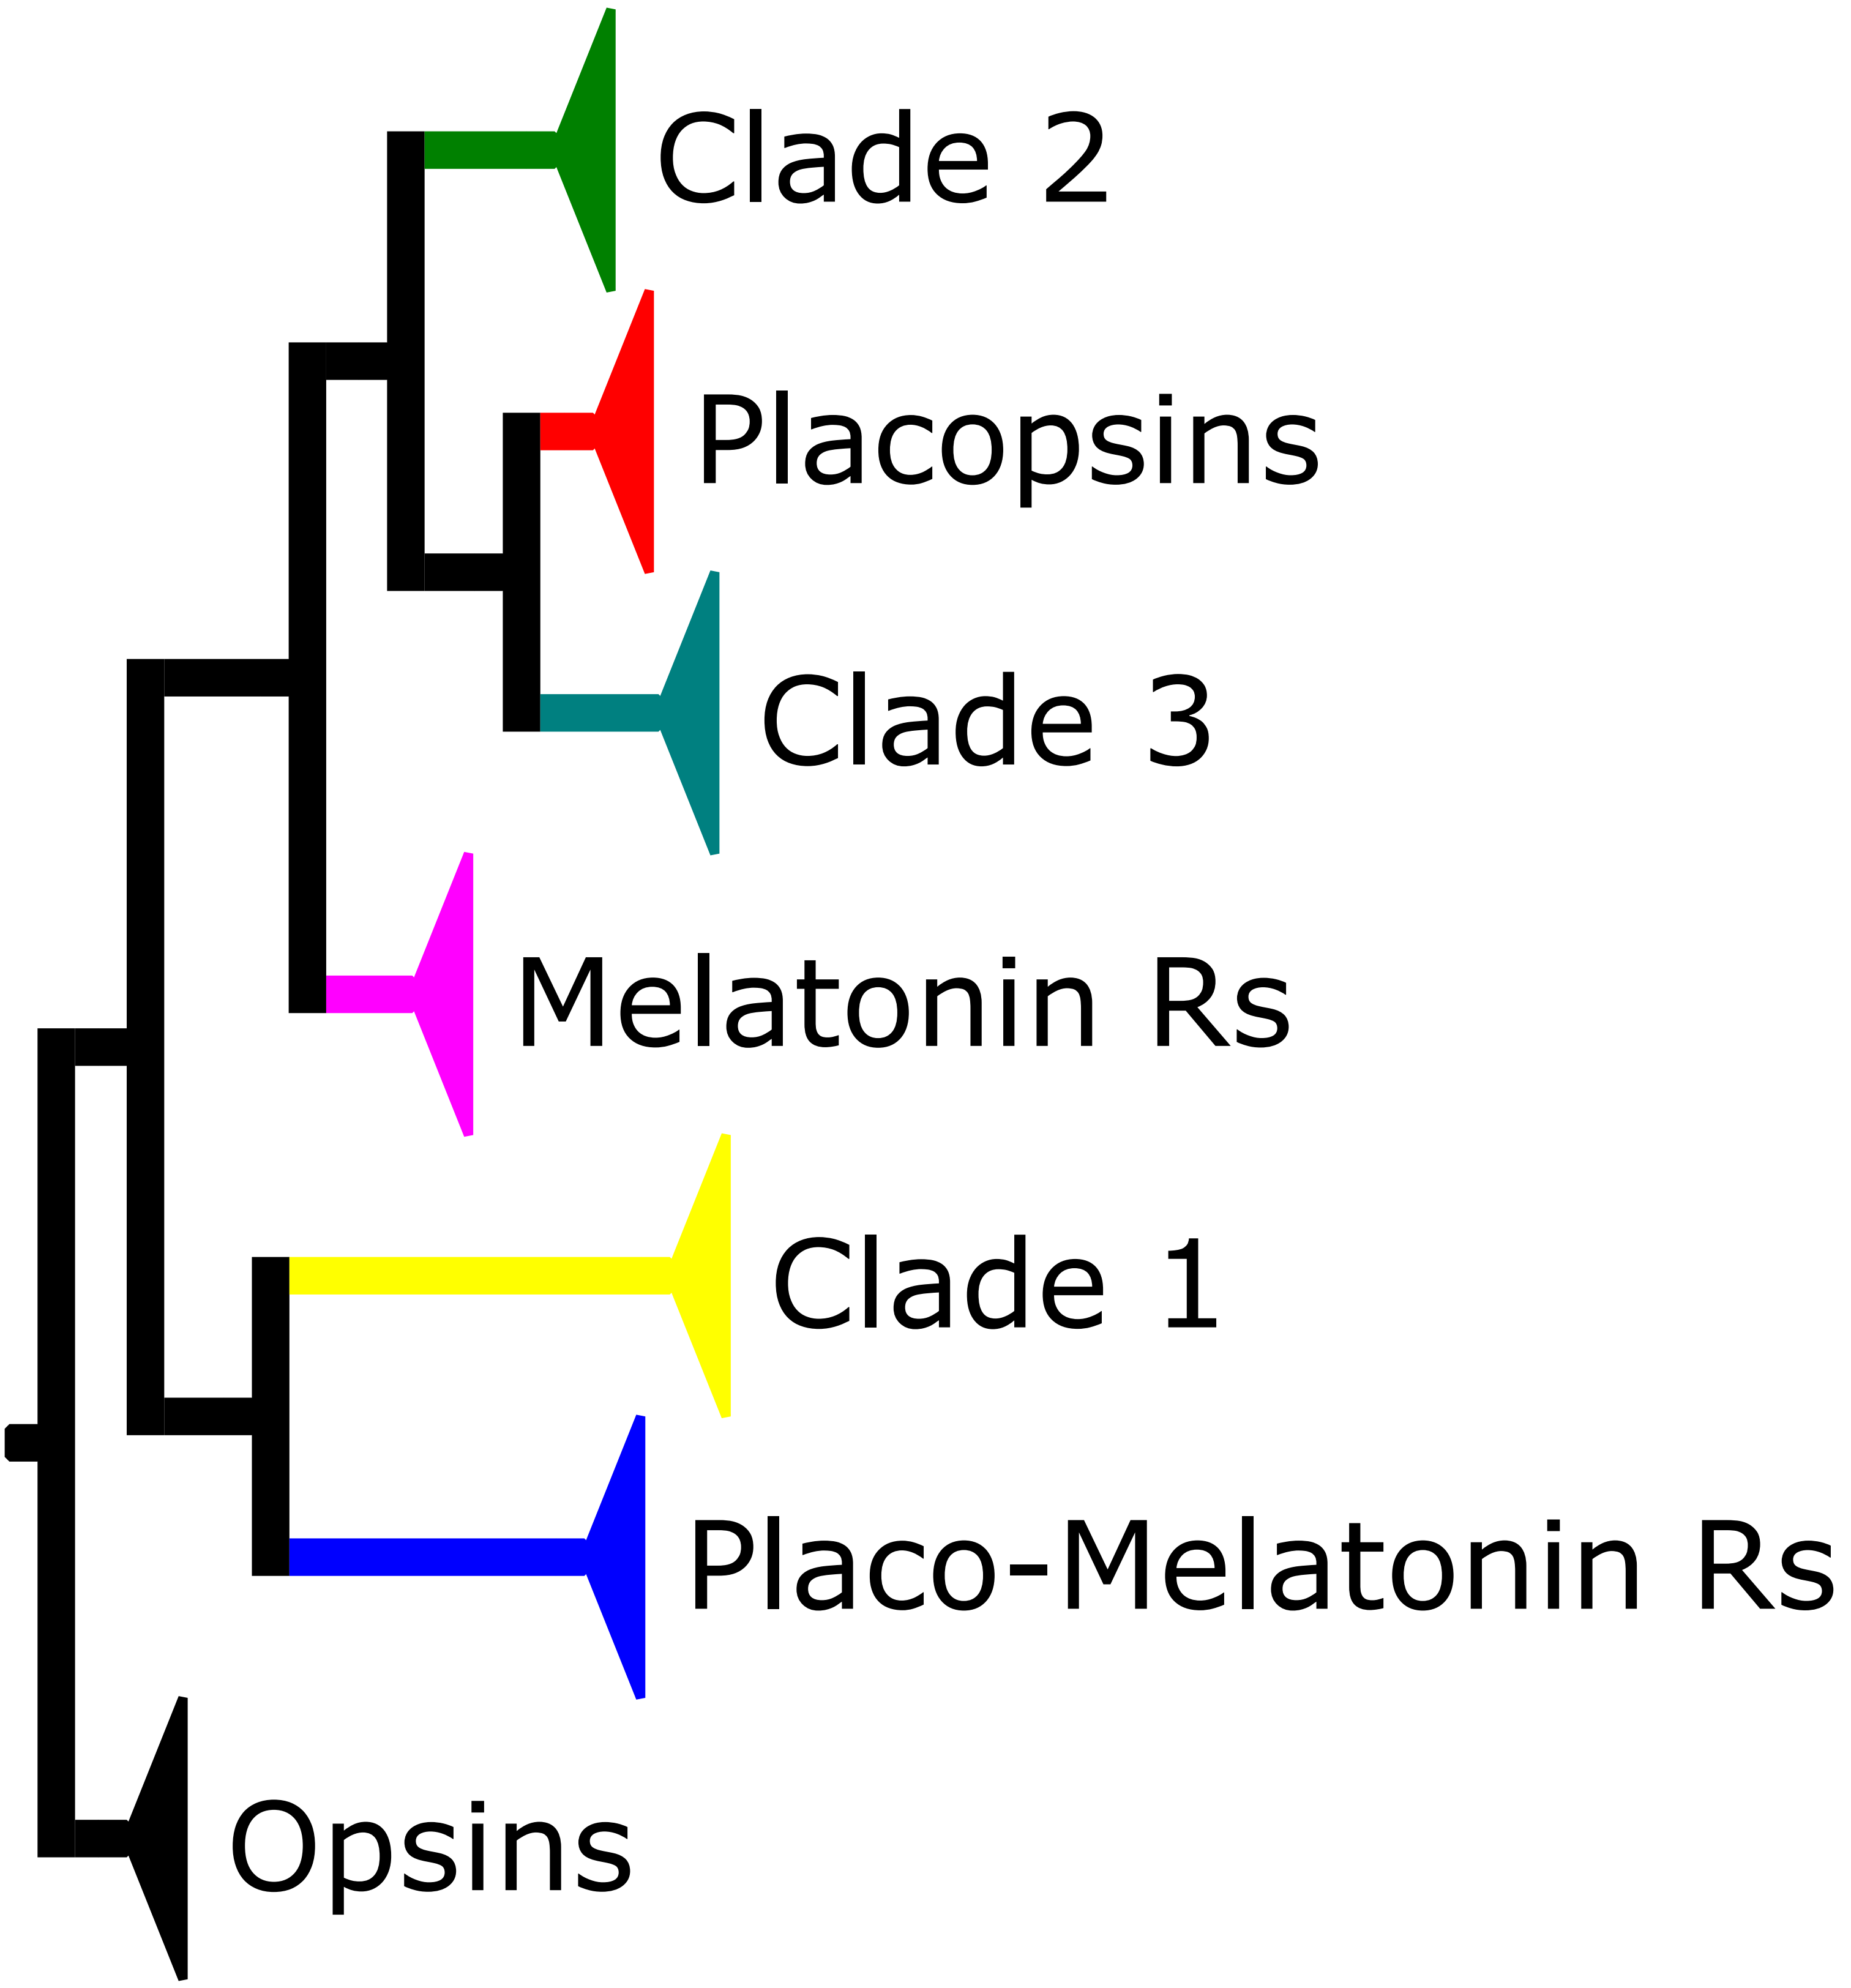 Clade 2
Placopsins
Clade 3
Melatonin Rs
Clade 1
Placo-Melatonin Rs
Opsins